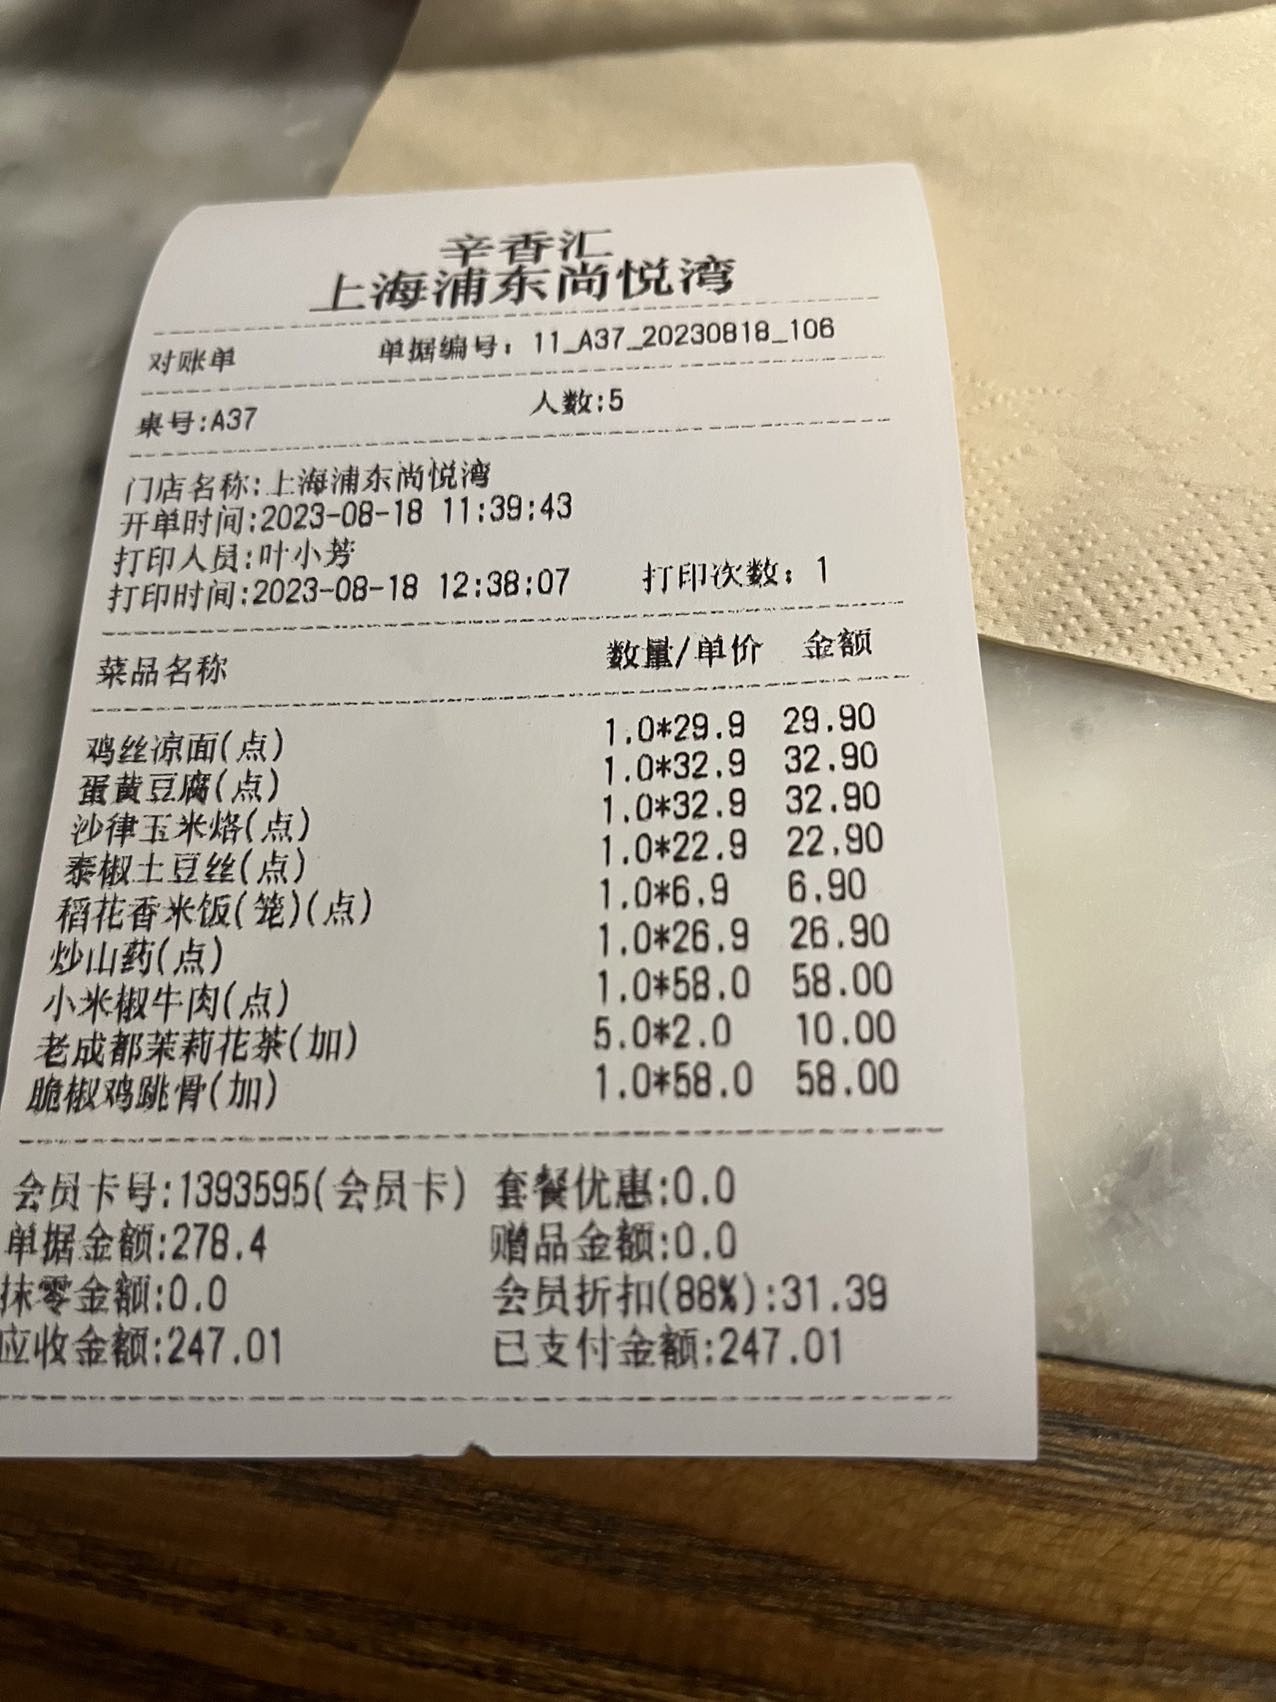 辛香汇
上海浦东尚悦湾
对账单 单据编号：11_A37_20230818_106
桌号:A37 人数:5
门店名称:上海浦东尚悦湾
开单时间:2023-08-18 11:39:43
打印人员:叶小芳
打印时间:2023-08-18 12:38:07 打印次数：1
菜品名称 数量/单价 金额
鸡丝凉面(点) 1.0*29.9 29.90
蛋黄豆腐(点) 1.0*32.9 32.90
沙律玉米烙(点) 1.0*32.9 32.90
泰椒土豆丝(点) 1.0*22.9 22.90
稻花香米饭(笼)(点) 1.0*6.9 6.90
炒山药(点) 1.0*26.9 26.90
小米椒牛肉(点) 1.0*58.0 58.00
老成都茉莉花茶(加) 5.0*2.0 10.00
脆椒鸡跳骨(加) 1.0*58.0 58.00
会员卡号:1393595(会员卡) 套餐优惠:0.0
单据金额:278.4 赠品金额:0.0
抹零金额:0.0 会员折扣(88%):31.39
应收金额:247.01 已支付金额:247.01